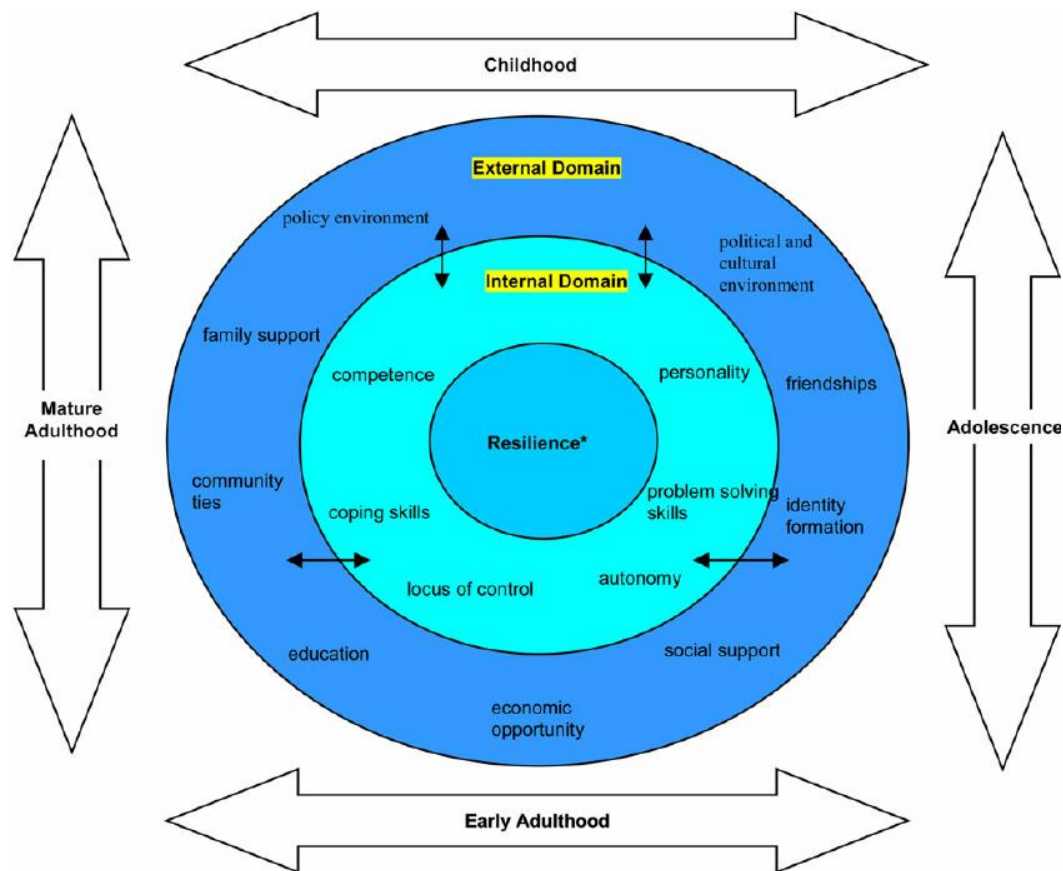 Childhood
External Domain
policy environment
political and
cultural
environment
Internal Domain
family support
competence
personality
friendships
Mature
Adulthood
Resilience*
Adolescence
community
ties
coping skills
problem solving
skills
identity
formation
locus of control
autonomy
education
social support
economic
opportunity
Early Adulthood